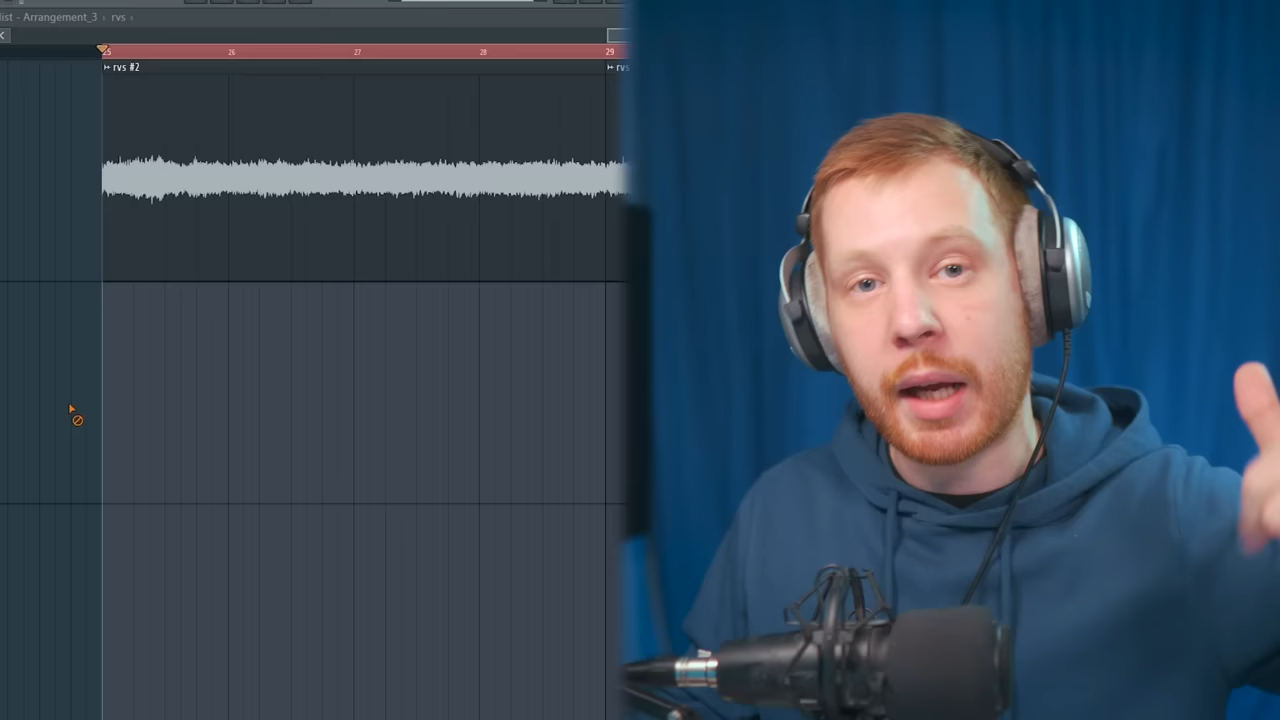 list - Arrangement_3 › rvs ›
25 26 27 28 29
rvs #2 rvs